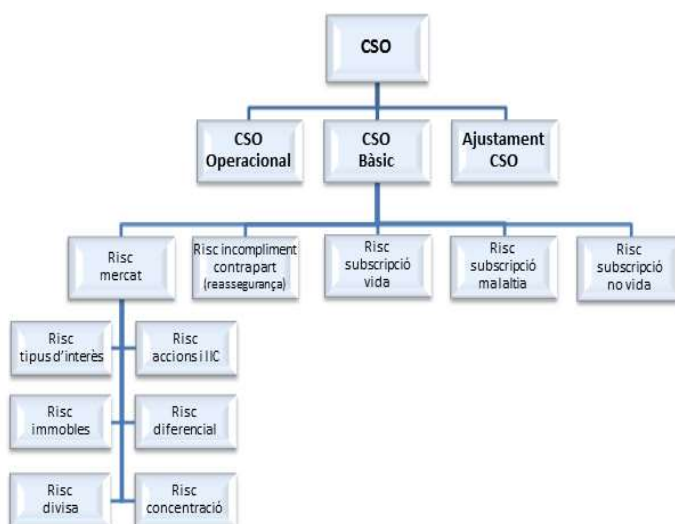 CSO
CSO
Operacional
CSO
Bàsic
Ajustament
CSO
Risc
mercat
Risc incompliment
contrapart
(reassegurança)
Risc
subscripció
vida
Risc
subscripció
malaltia
Risc
subscripció
no vida
Risc
tipus d'interès
Risc
accions i IIC
Risc
immobles
Risc
diferencial
Risc
divisa
Risc
concentració